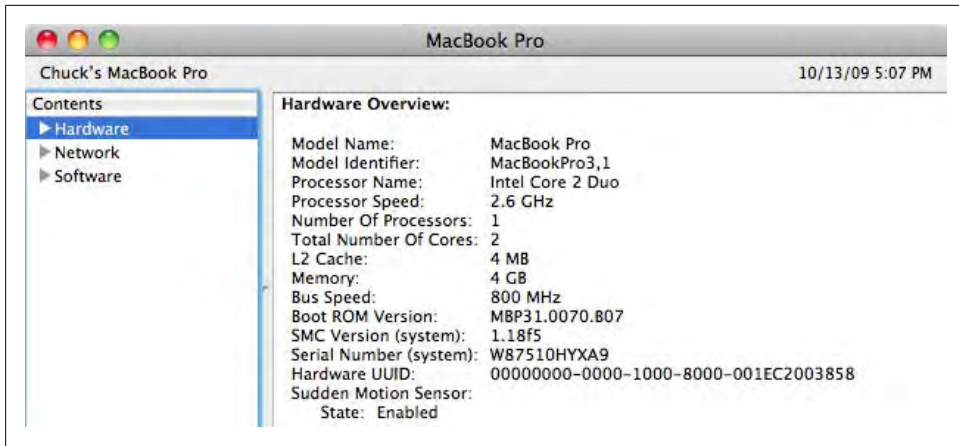 MacBook Pro
Chuck's MacBook Pro
10/13/09 5:07 PM
Contents
Hardware
Network
Software
Hardware Overview:
Model Name: MacBook Pro
Model Identifier: MacBookPro3,1
Processor Name: Intel Core 2 Duo
Processor Speed: 2.6 GHz
Number Of Processors: 1
Total Number Of Cores: 2
L2 Cache: 4 MB
Memory: 4 GB
Bus Speed: 800 MHz
Boot ROM Version: MBP31.0070.B07
SMC Version (system): 1.18f5
Serial Number (system): W87510HYXA9
Hardware UUID: 00000000-0000-1000-8000-001EC2003858
Sudden Motion Sensor:
State: Enabled